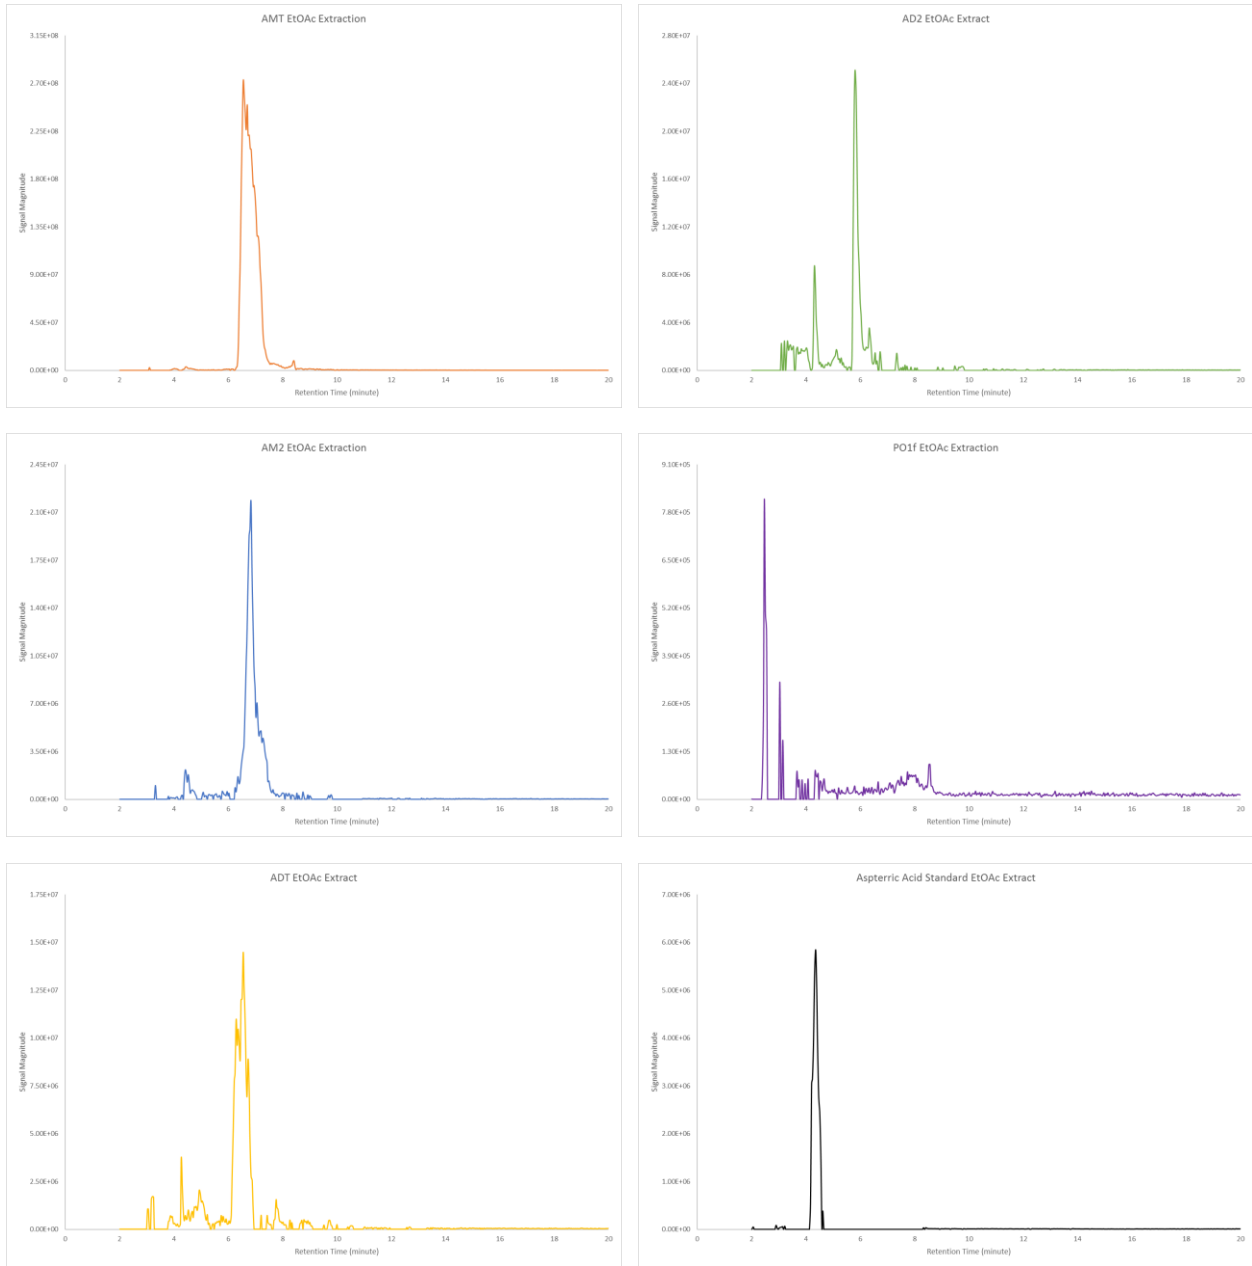 AMT EtOAc Extraction
Signal Magnitude
3.15E+08
2.70E+08
2.25E+08
1.80E+08
1.35E+08
9.00E+07
4.50E+07
0.00E+00
0 2 4 6 8 10 12 14 16 18 20
Retention Time (minute)
AD2 EtOAc Extract
Signal Magnitude
2.80E+07
2.40E+07
2.00E+07
1.60E+07
1.20E+07
8.00E+06
4.00E+06
0.00E+00
0 2 4 6 8 10 12 14 16 18 20
Retention Time (minute)
AM2 EtOAc Extraction
Signal Magnitude
2.45E+07
2.10E+07
1.75E+07
1.40E+07
1.05E+07
7.00E+06
3.50E+06
0.00E+00
0 2 4 6 8 10 12 14 16 18 20
Retention Time (minute)
PO1f EtOAc Extraction
Signal Magnitude
9.10E+05
7.80E+05
6.50E+05
5.20E+05
3.90E+05
2.60E+05
1.30E+05
0.00E+00
0 2 4 6 8 10 12 14 16 18 20
Retention Time (minute)
ADT EtOAc Extract
Signal Magnitude
1.75E+07
1.50E+07
1.25E+07
1.00E+07
7.50E+06
5.00E+06
2.50E+06
0.00E+00
0 2 4 6 8 10 12 14 16 18 20
Retention Time (minute)
Aspterric Acid Standard EtOAc Extract
Signal Magnitude
7.00E+06
6.00E+06
5.00E+06
4.00E+06
3.00E+06
2.00E+06
1.00E+06
0.00E+00
0 2 4 6 8 10 12 14 16 18 20
Retention Time (minute)